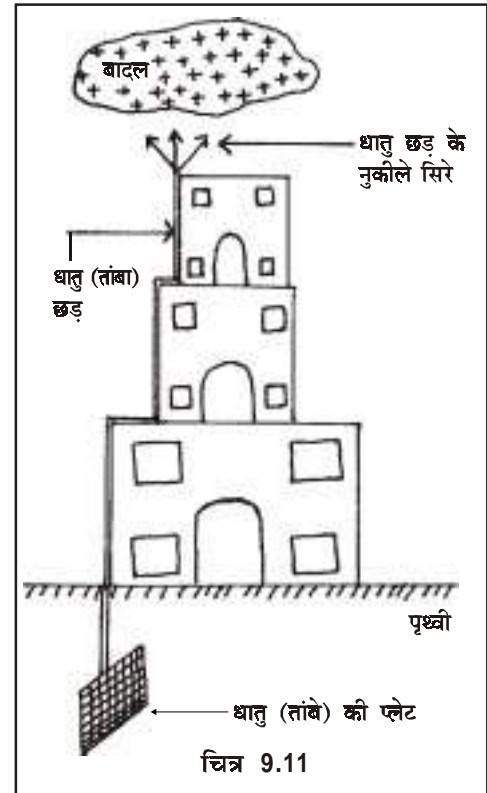 बादल
धातु छड़ के
नुकीले सिरे
धातु (तांबा)
छड़
पृथ्वी
धातु (तांबे) की प्लेट
चित्र 9.11